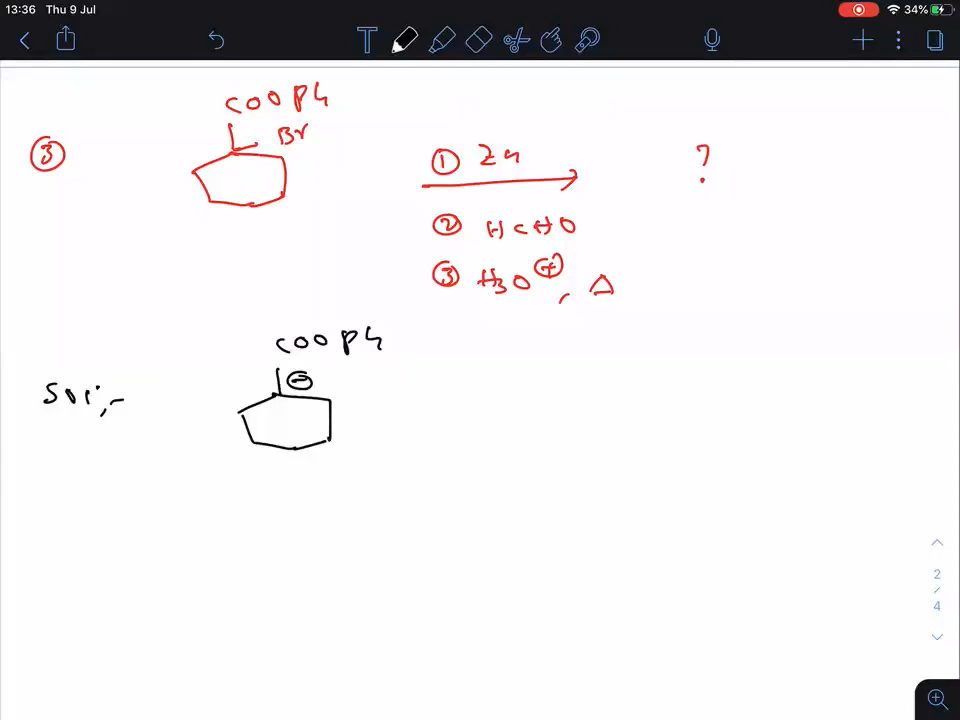 13:36 Thu 9 Jul 34%
COOPh
③ Br
① Zn ?
② HCHO
③ H₃O⊕, Δ
COOPh
Sol:- ⊖
2
/
4